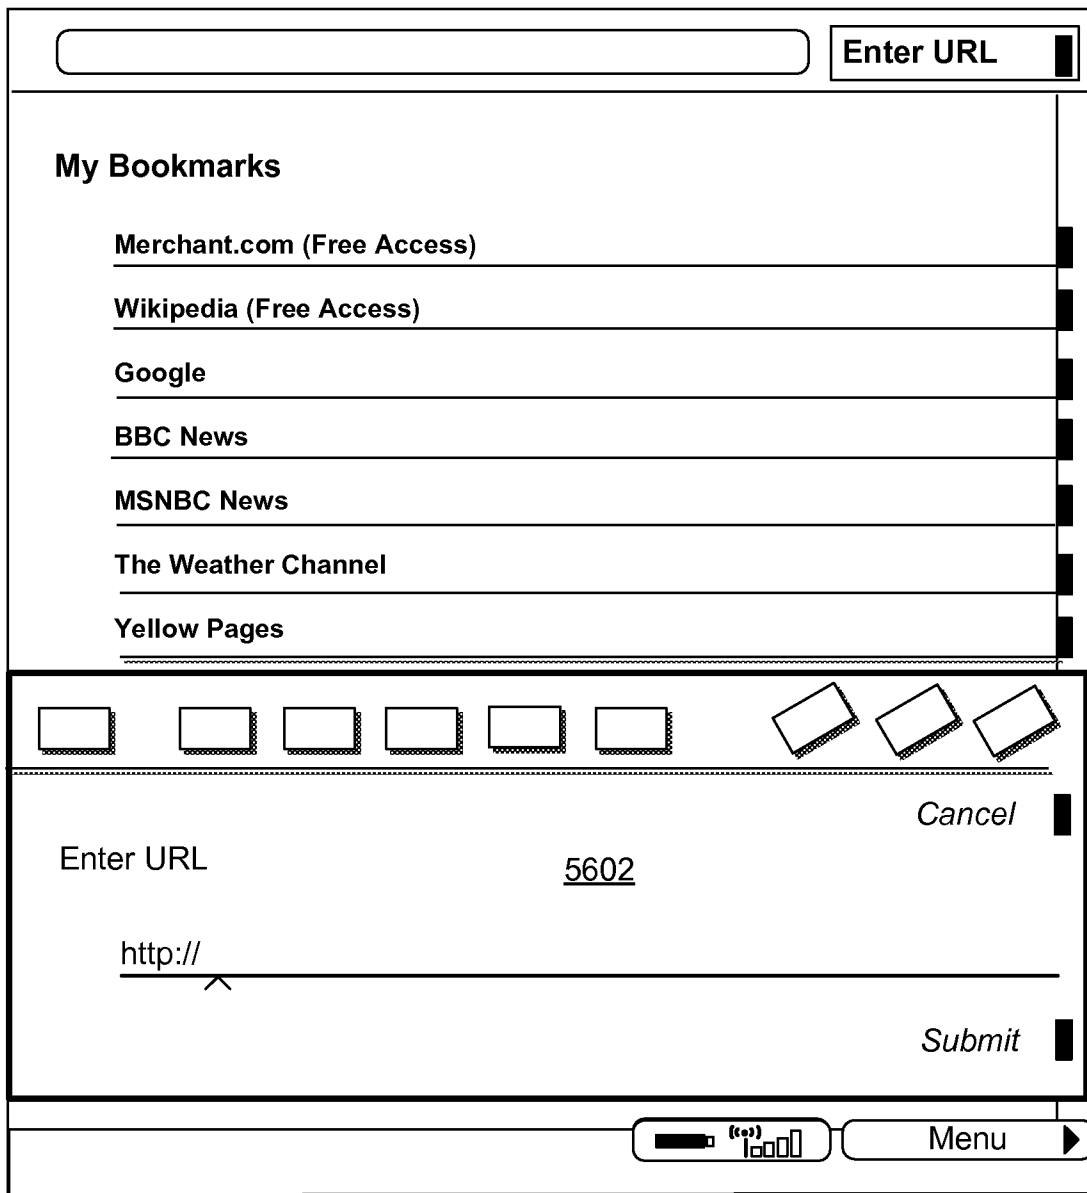 Enter URL
My Bookmarks
Merchant.com (Free Access)
Wikipedia (Free Access)
Google
BBC News
MSNBC News
The Weather Channel
Yellow Pages
Cancel
Enter URL
5602
http://
Submit
Menu